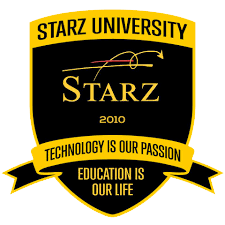 STARZ UNIVERSITY
STARZ
2010
TECHNOLOGY IS OUR PASSION
EDUCATION IS
OUR LIFE